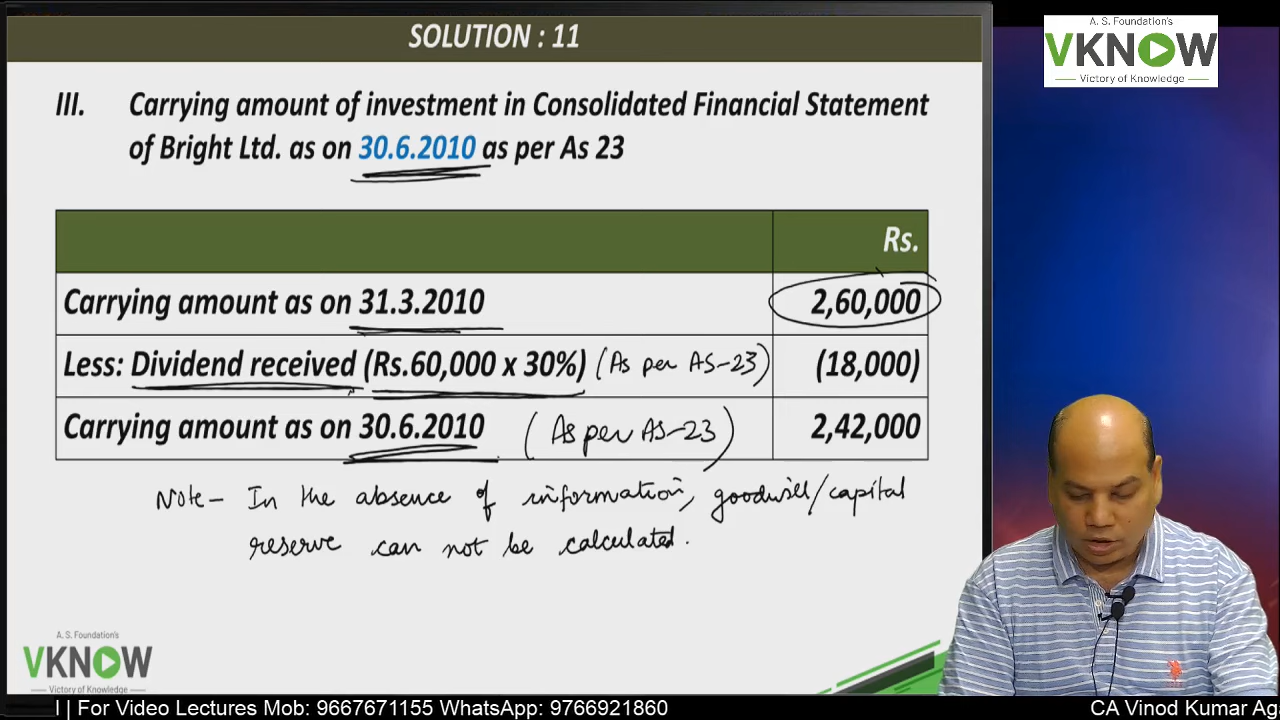 SOLUTION : 11
A. S. Foundation's
VKNOW
Victory of Knowledge
III. Carrying amount of investment in Consolidated Financial Statement
of Bright Ltd. as on 30.6.2010 as per As 23
Rs.
Carrying amount as on 31.3.2010 2,60,000
Less: Dividend received (Rs.60,000 x 30%) (As per AS-23) (18,000)
Carrying amount as on 30.6.2010 (As per AS-23) 2,42,000
Note – In the absence of information, goodwill/capital
reserve can not be calculated.
A. S. Foundation's
VKNOW
Victory of Knowledge
l | For Video Lectures Mob: 9667671155 WhatsApp: 9766921860 CA Vinod Kumar Aga